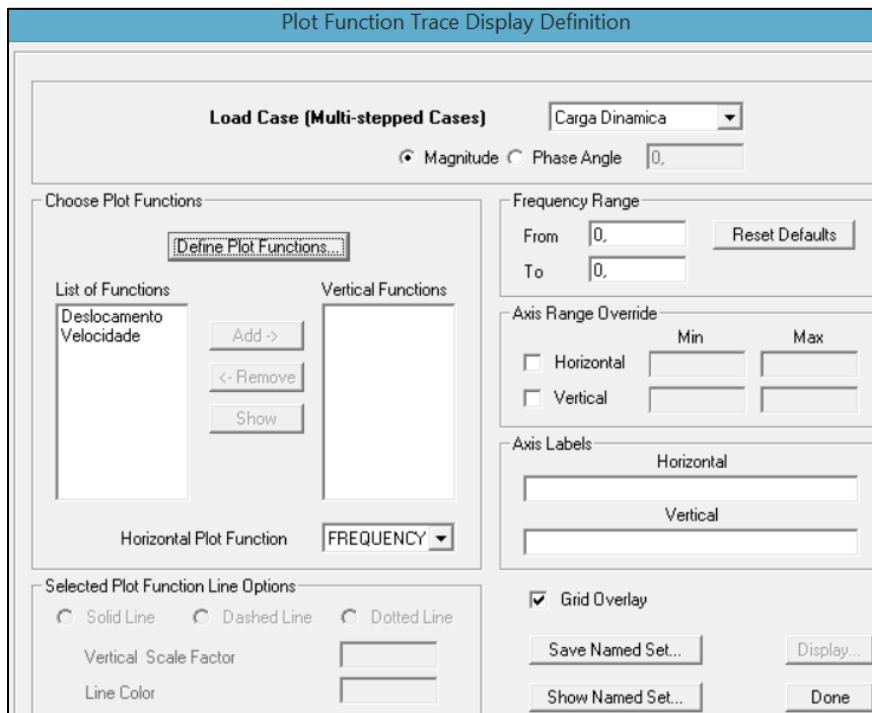 Plot Function Trace Display Definition
Load Case (Multi-stepped Cases)
Carga Dinamica
Magnitude
Phase Angle
0,
Choose Plot Functions
Define Plot Functions...
List of Functions
Vertical Functions
Deslocamento
Velocidade
Add ->
<- Remove
Show
Horizontal Plot Function
FREQUENCY
Frequency Range
From
0,
Reset Defaults
To
0,
Axis Range Override
Min
Max
Horizontal
Vertical
Axis Labels
Horizontal
Vertical
Selected Plot Function Line Options
Solid Line
Dashed Line
Dotted Line
Vertical Scale Factor
Line Color
Grid Overlay
Save Named Set...
Display...
Show Named Set...
Done